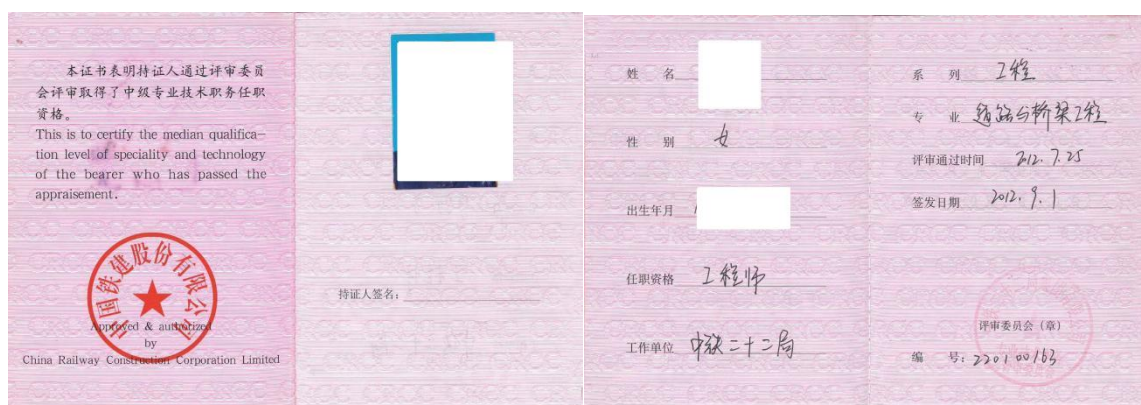 本证书表明持证人通过评审委员
会评审取得了中级专业技术职务任职
资格。
This is to certify the median qualifica-
tion level of speciality and technology
of the bearer who has passed the
appraisement.
中国铁建股份有限公司
Approved & authorized
by
China Railway Construction Corporation Limited
持证人签名:
姓 名
性 别 女
出生年月
任职资格 工程师
工作单位 中铁二十二局
系 列 工程
专 业 道路与桥梁工程
评审通过时间 2012.7.25
签发日期 2012.9.1
评审委员会（章）
编 号: 220100163